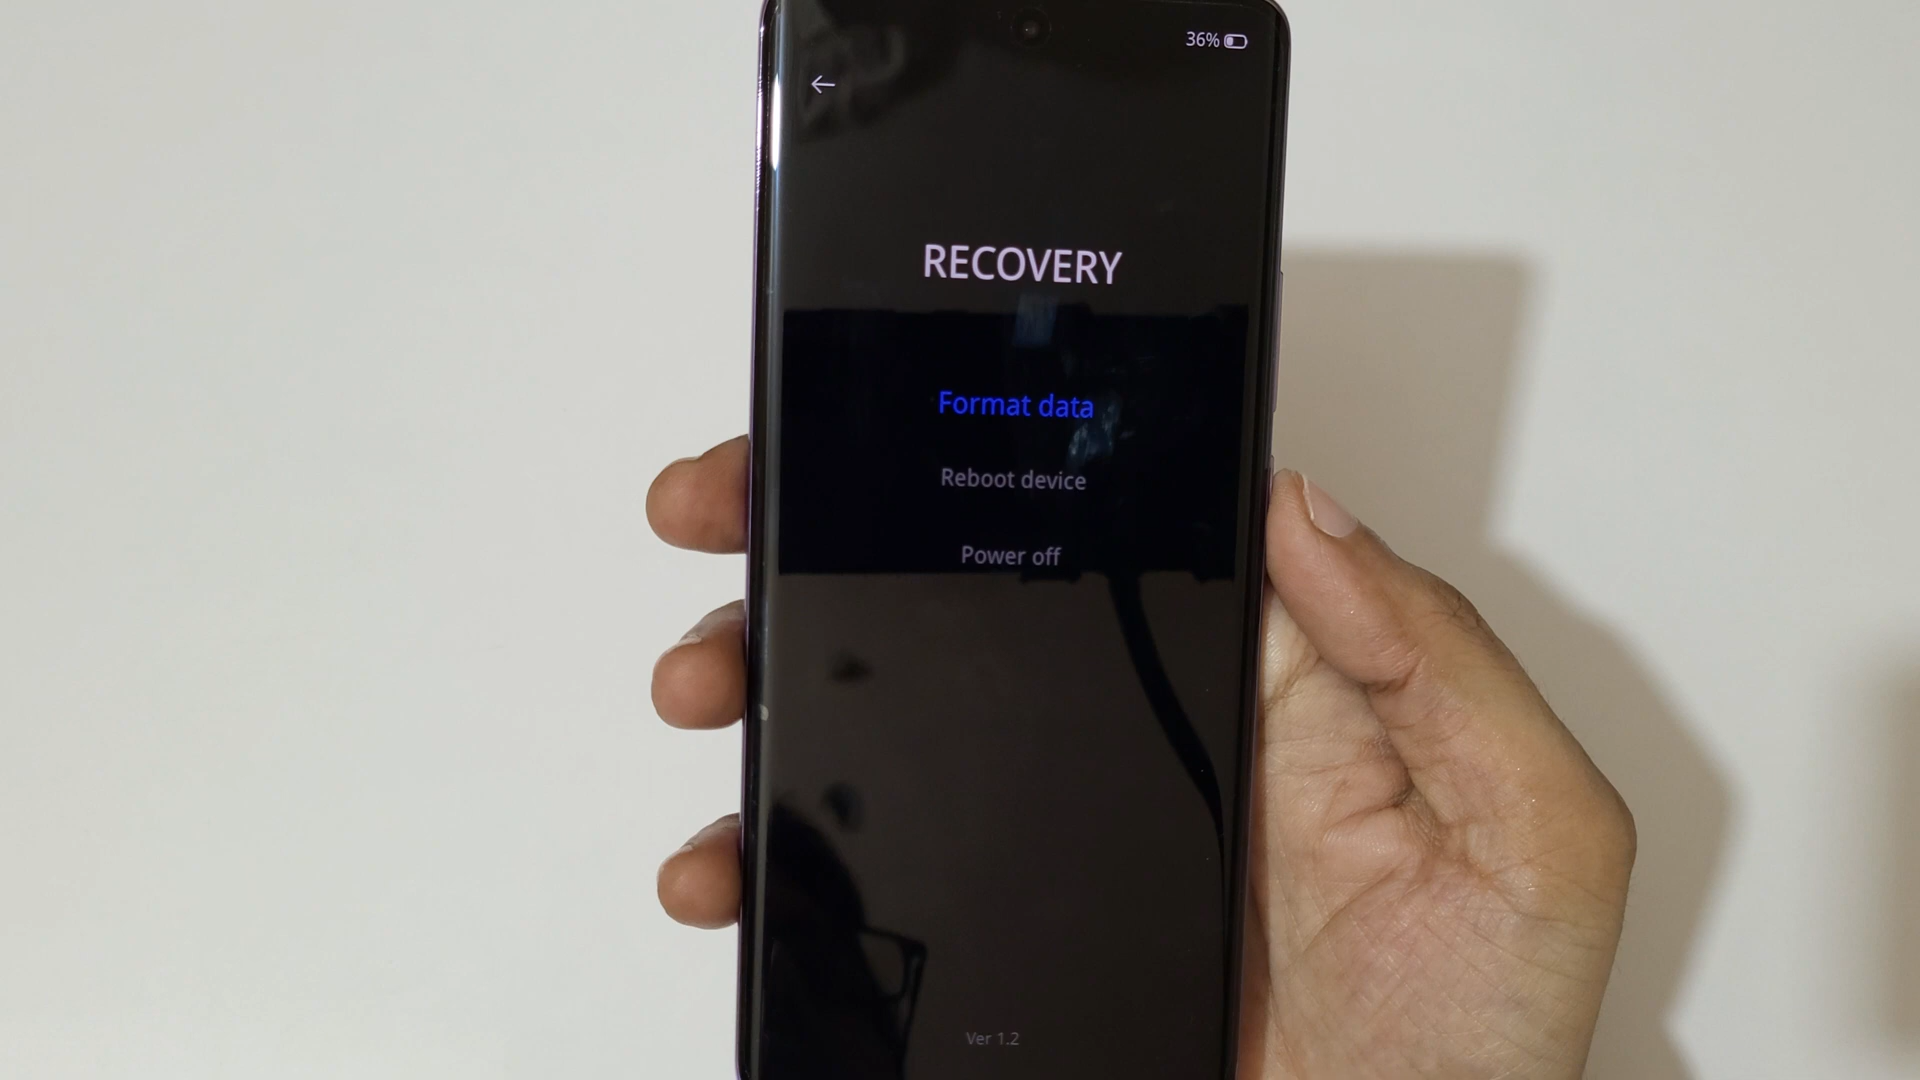 36%
RECOVERY
Format data
Reboot device
Power off
Ver 1.2